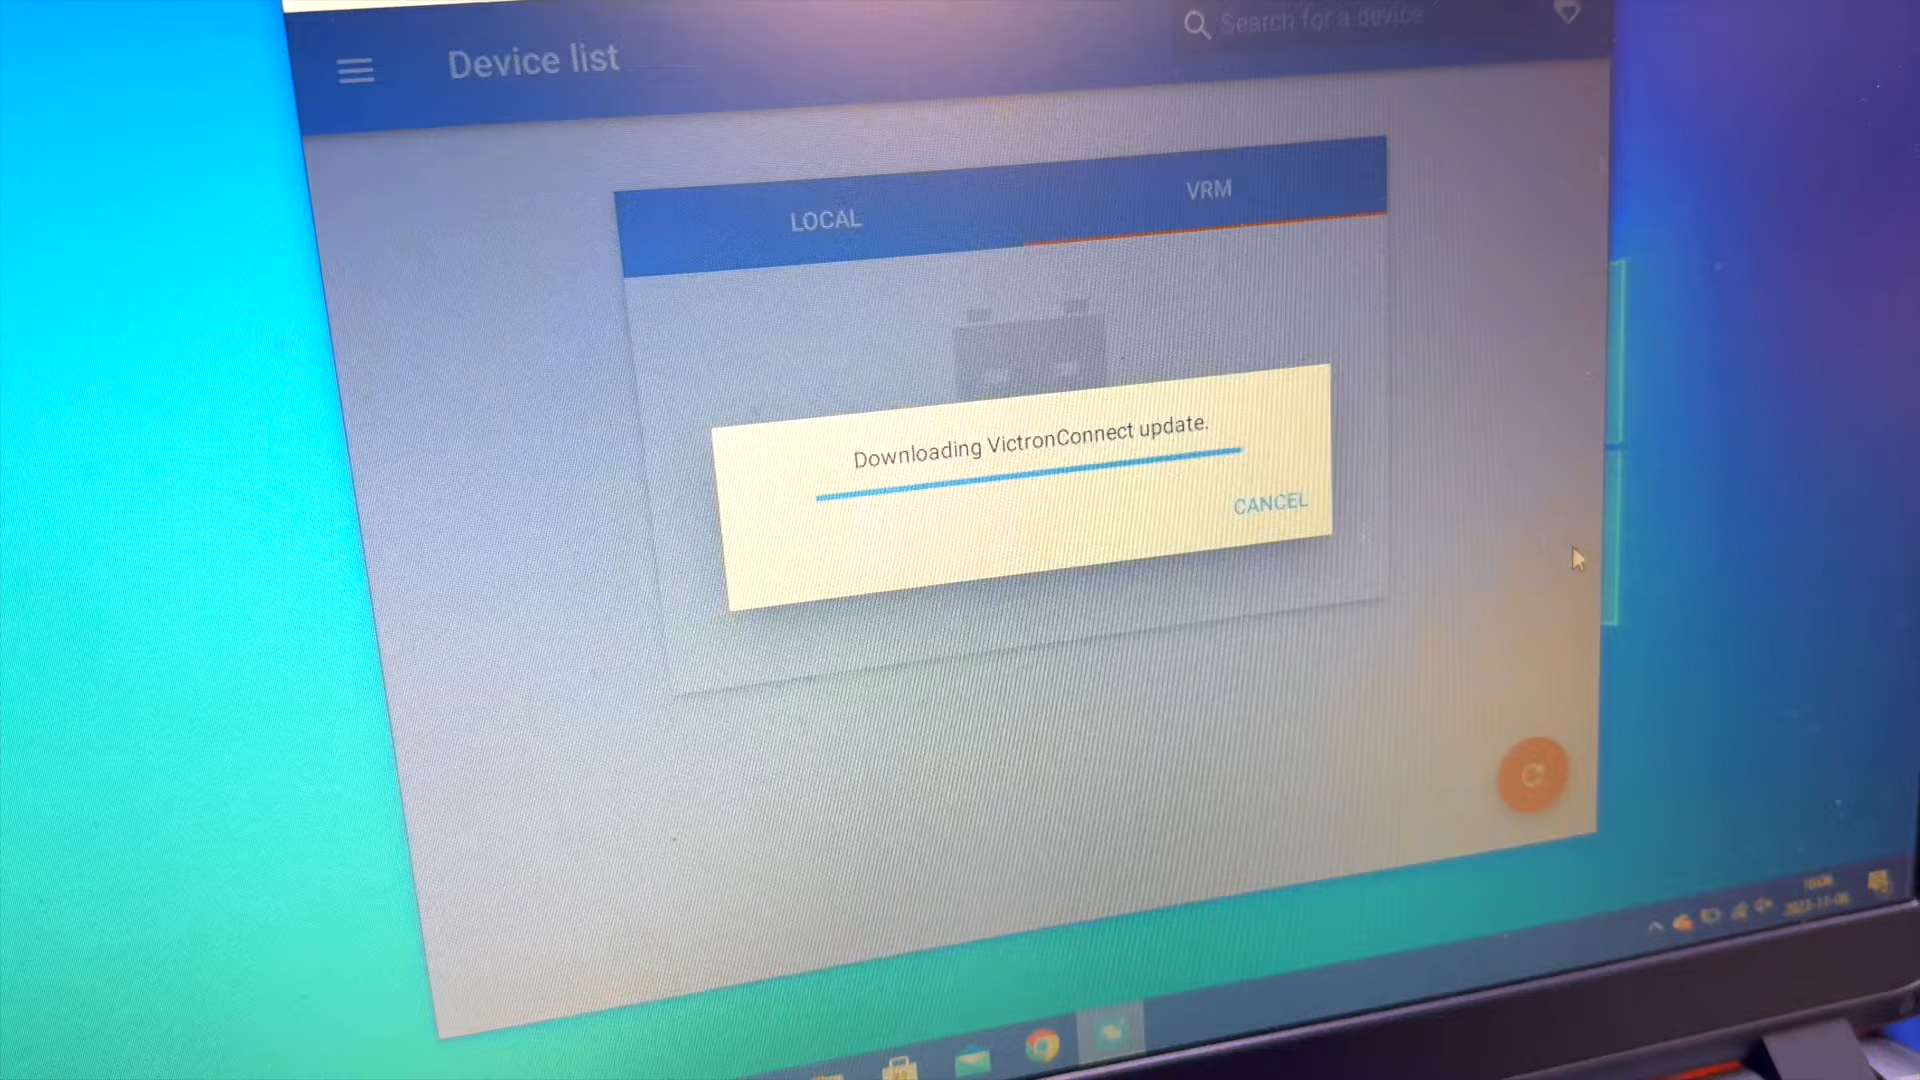 Device list
Search for a device
LOCAL
VRM
Downloading VictronConnect update.
CANCEL